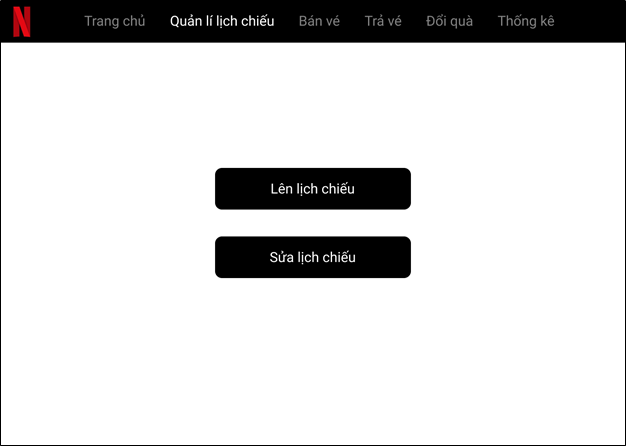 N
Trang chủ Quản lí lịch chiếu Bán vé Trả vé Đổi quà Thống kê
Lên lịch chiếu
Sửa lịch chiếu